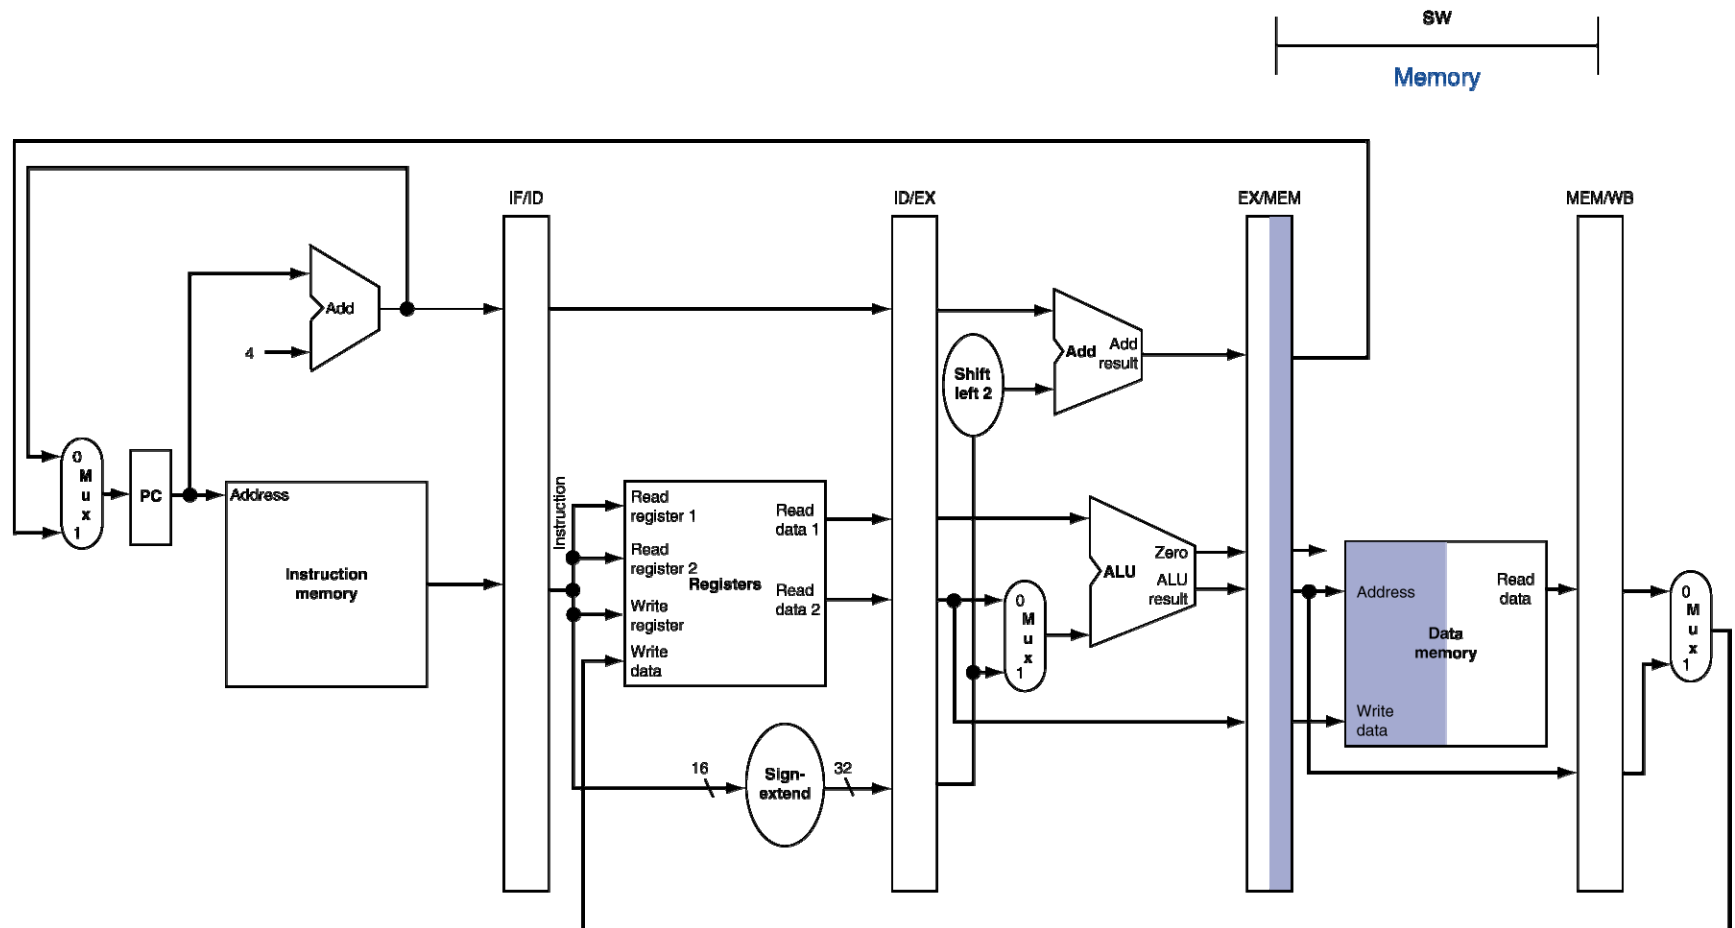 SW
Memory
IF/ID
ID/EX
EX/MEM
MEM/WB
Add
4
Add
Add
result
Shift
left 2
0
M
u
x
1
PC
Address
Instruction
memory
Instruction
Read
register 1
Read
register 2
Registers
Write
register
Write
data
Read
data 1
Read
data 2
0
M
u
x
1
Zero
ALU
ALU
result
Address
Read
data
Data
memory
Write
data
0
M
u
x
1
16
Sign-
extend
32